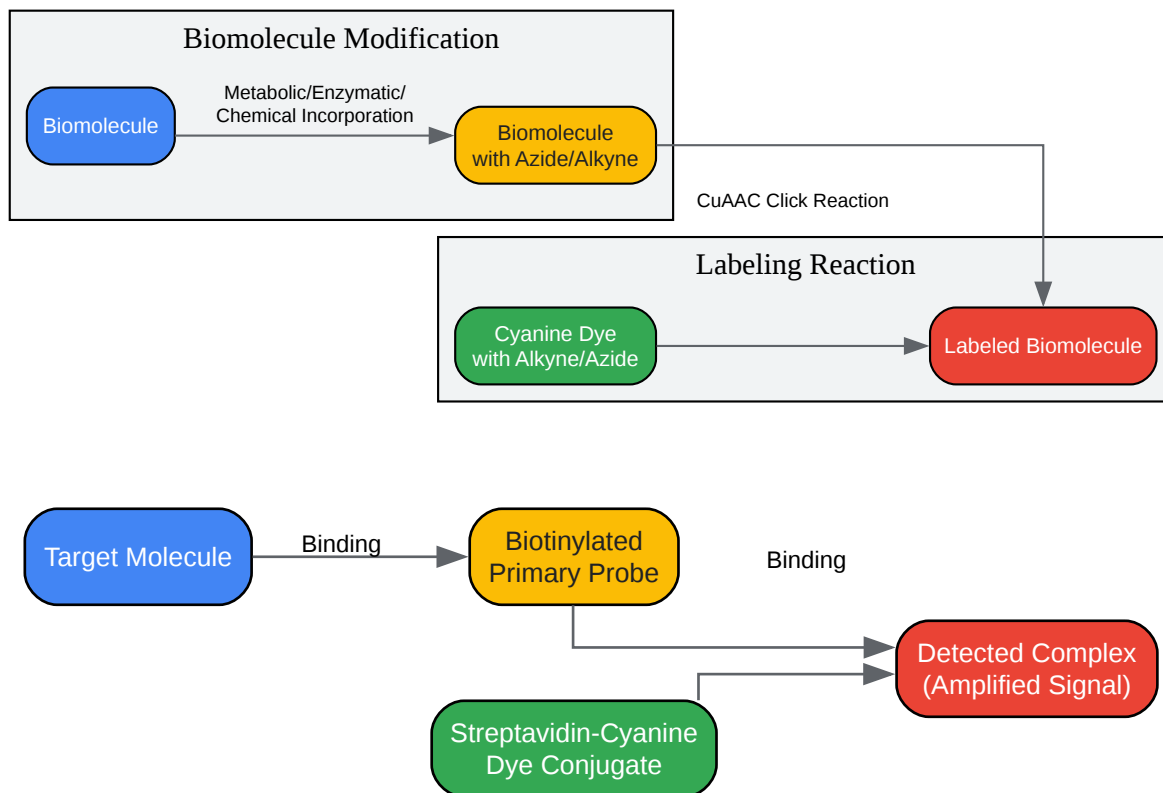 Biomolecule Modification
Metabolic/Enzymatic/
Chemical Incorporation
Biomolecule
Biomolecule
with Azide/Alkyne
CuAAC Click Reaction
Labeling Reaction
Cyanine Dye
with Alkyne/Azide
Labeled Biomolecule
Target Molecule
Binding
Biotinylated
Primary Probe
Binding
Detected Complex
(Amplified Signal)
Streptavidin-Cyanine
Dye Conjugate